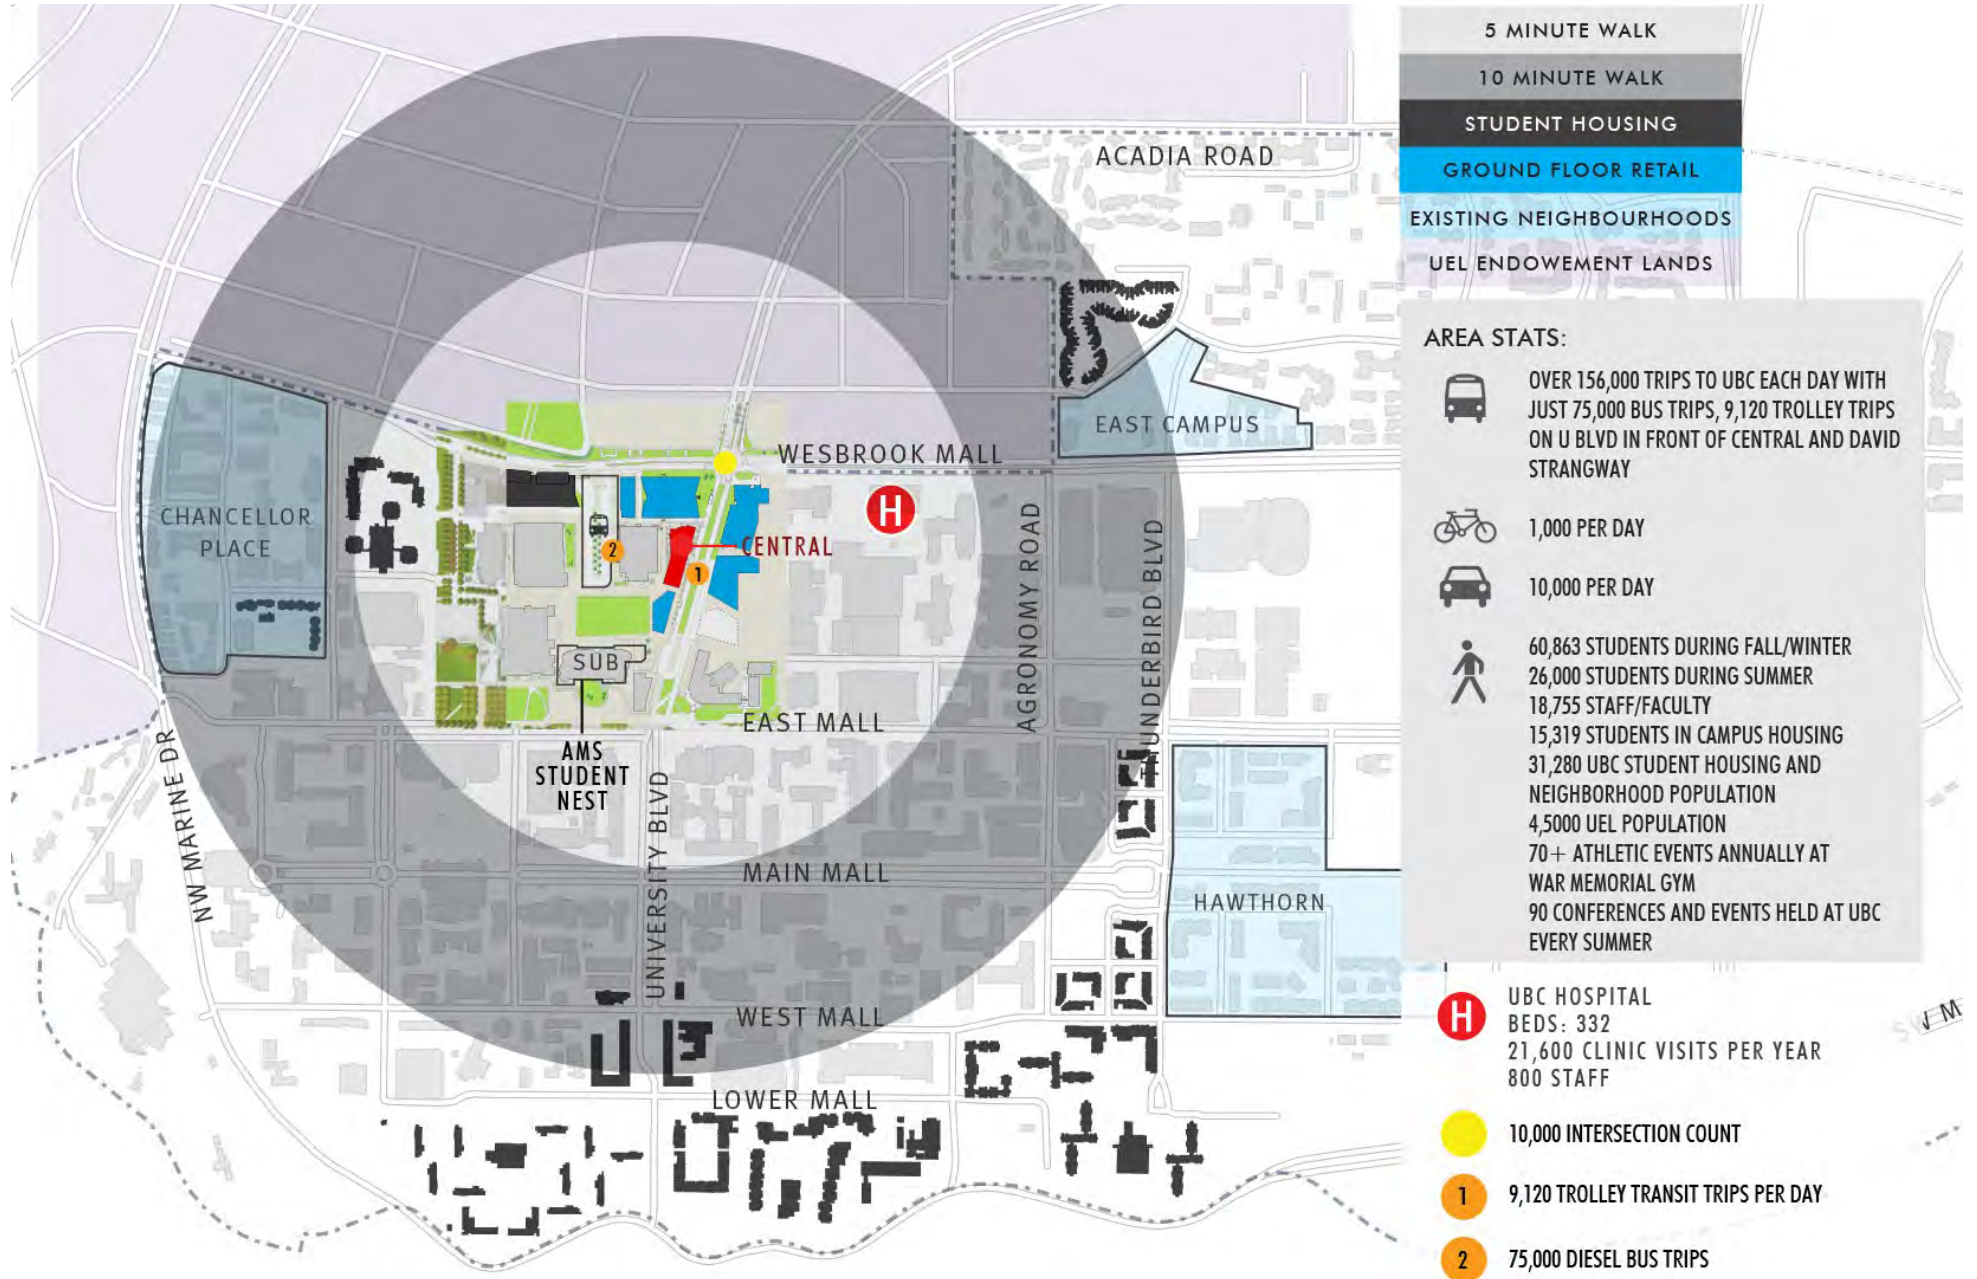 5 MINUTE WALK
10 MINUTE WALK
STUDENT HOUSING
GROUND FLOOR RETAIL
EXISTING NEIGHBOURHOODS
UEL ENDOWEMENT LANDS
ACADIA ROAD
EAST CAMPUS
WESBROOK MALL
H
CHANCELLOR
PLACE
2
CENTRAL
1
AGRONOMY ROAD
THUNDERBIRD BLVD
SUB
EAST MALL
AMS
STUDENT
NEST
NW MARINE DR
UNIVERSITY BLVD
MAIN MALL
HAWTHORN
WEST MALL
LOWER MALL
SW M
AREA STATS:
OVER 156,000 TRIPS TO UBC EACH DAY WITH
JUST 75,000 BUS TRIPS, 9,120 TROLLEY TRIPS
ON U BLVD IN FRONT OF CENTRAL AND DAVID
STRANGWAY
1,000 PER DAY
10,000 PER DAY
60,863 STUDENTS DURING FALL/WINTER
26,000 STUDENTS DURING SUMMER
18,755 STAFF/FACULTY
15,319 STUDENTS IN CAMPUS HOUSING
31,280 UBC STUDENT HOUSING AND
NEIGHBORHOOD POPULATION
4,5000 UEL POPULATION
70+ ATHLETIC EVENTS ANNUALLY AT
WAR MEMORIAL GYM
90 CONFERENCES AND EVENTS HELD AT UBC
EVERY SUMMER
H
UBC HOSPITAL
BEDS: 332
21,600 CLINIC VISITS PER YEAR
800 STAFF
10,000 INTERSECTION COUNT
1
9,120 TROLLEY TRANSIT TRIPS PER DAY
2
75,000 DIESEL BUS TRIPS